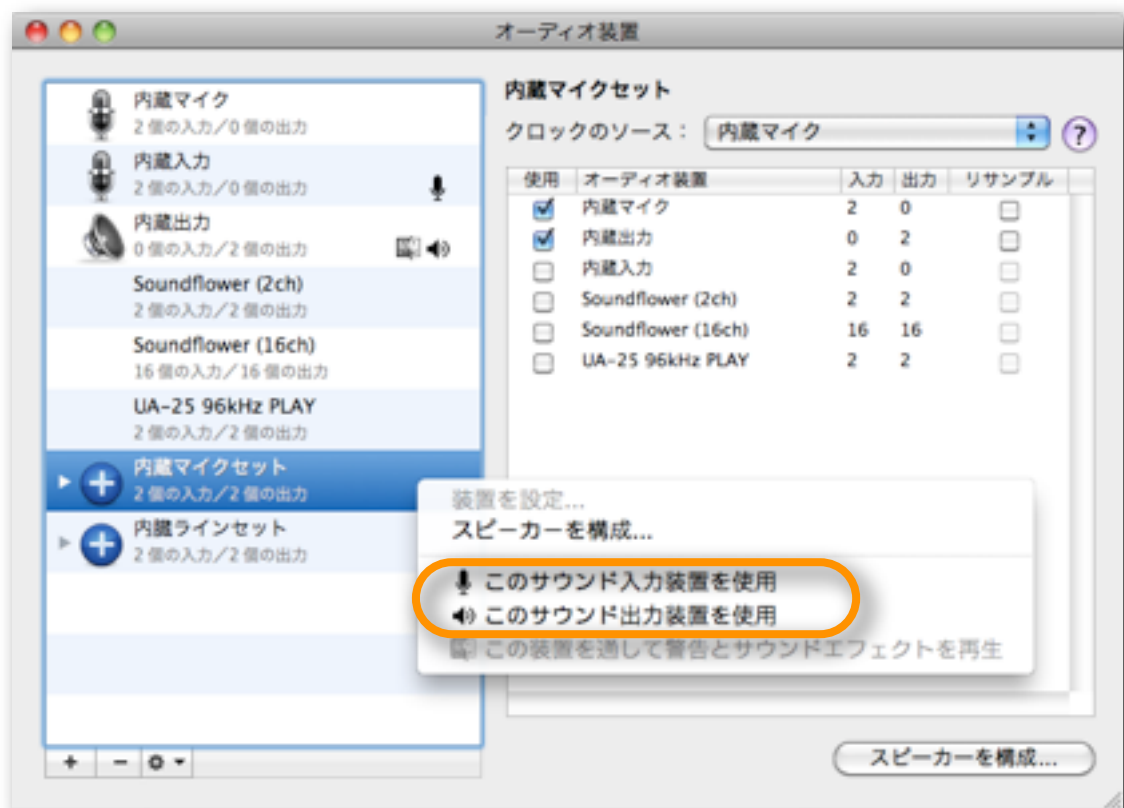 オーディオ装置
内蔵マイク
2 個の入力／0 個の出力
内蔵入力
2 個の入力／0 個の出力
内蔵出力
0 個の入力／2 個の出力
Soundflower (2ch)
2 個の入力／2 個の出力
Soundflower (16ch)
16 個の入力／16 個の出力
UA-25 96kHz PLAY
2 個の入力／2 個の出力
内蔵マイクセット
2 個の入力／2 個の出力
内臓ラインセット
2 個の入力／2 個の出力
内蔵マイクセット
クロックのソース： 内蔵マイク ?
使用 オーディオ装置 入力 出力 リサンプル
内蔵マイク 2 0
内蔵出力 0 2
内蔵入力 2 0
Soundflower (2ch) 2 2
Soundflower (16ch) 16 16
UA-25 96kHz PLAY 2 2
装置を設定...
スピーカーを構成...
このサウンド入力装置を使用
このサウンド出力装置を使用
この装置を通して警告とサウンドエフェクトを再生
スピーカーを構成...